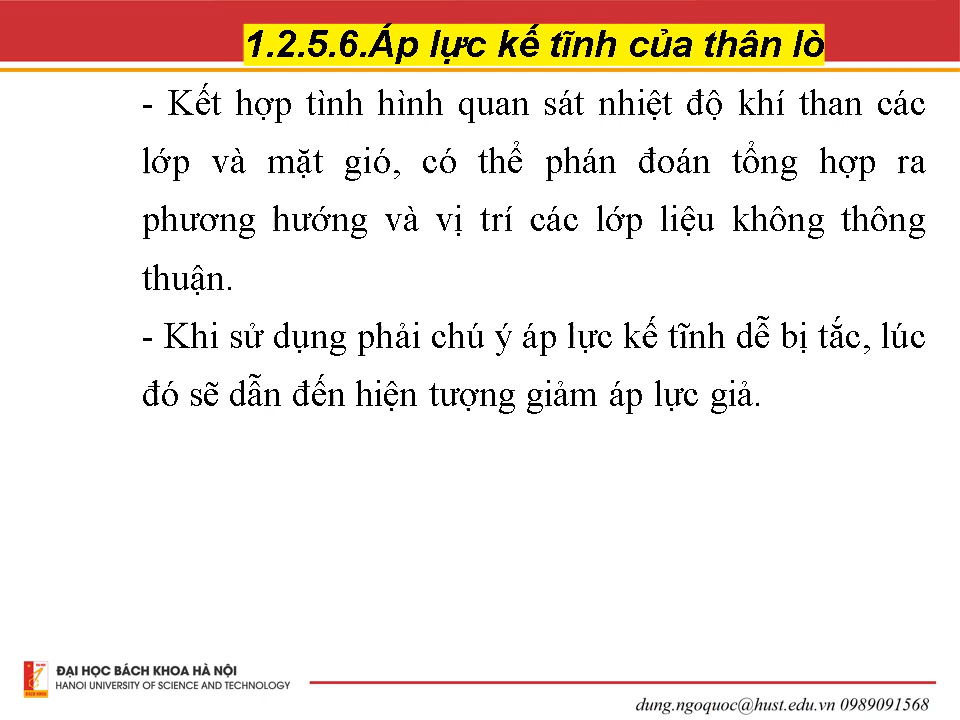 1.2.5.6.Áp lực kế tĩnh của thân lò
- Kết hợp tình hình quan sát nhiệt độ khí than các
lớp và mặt gió, có thể phán đoán tổng hợp ra
phương hướng và vị trí các lớp liệu không thông
thuận.
- Khi sử dụng phải chú ý áp lực kế tĩnh dễ bị tắc, lúc
đó sẽ dẫn đến hiện tượng giảm áp lực giả.
ĐẠI HỌC BÁCH KHOA HÀ NỘI
HANOI UNIVERSITY OF SCIENCE AND TECHNOLOGY
dung.ngoquoc@hust.edu.vn 0989091568